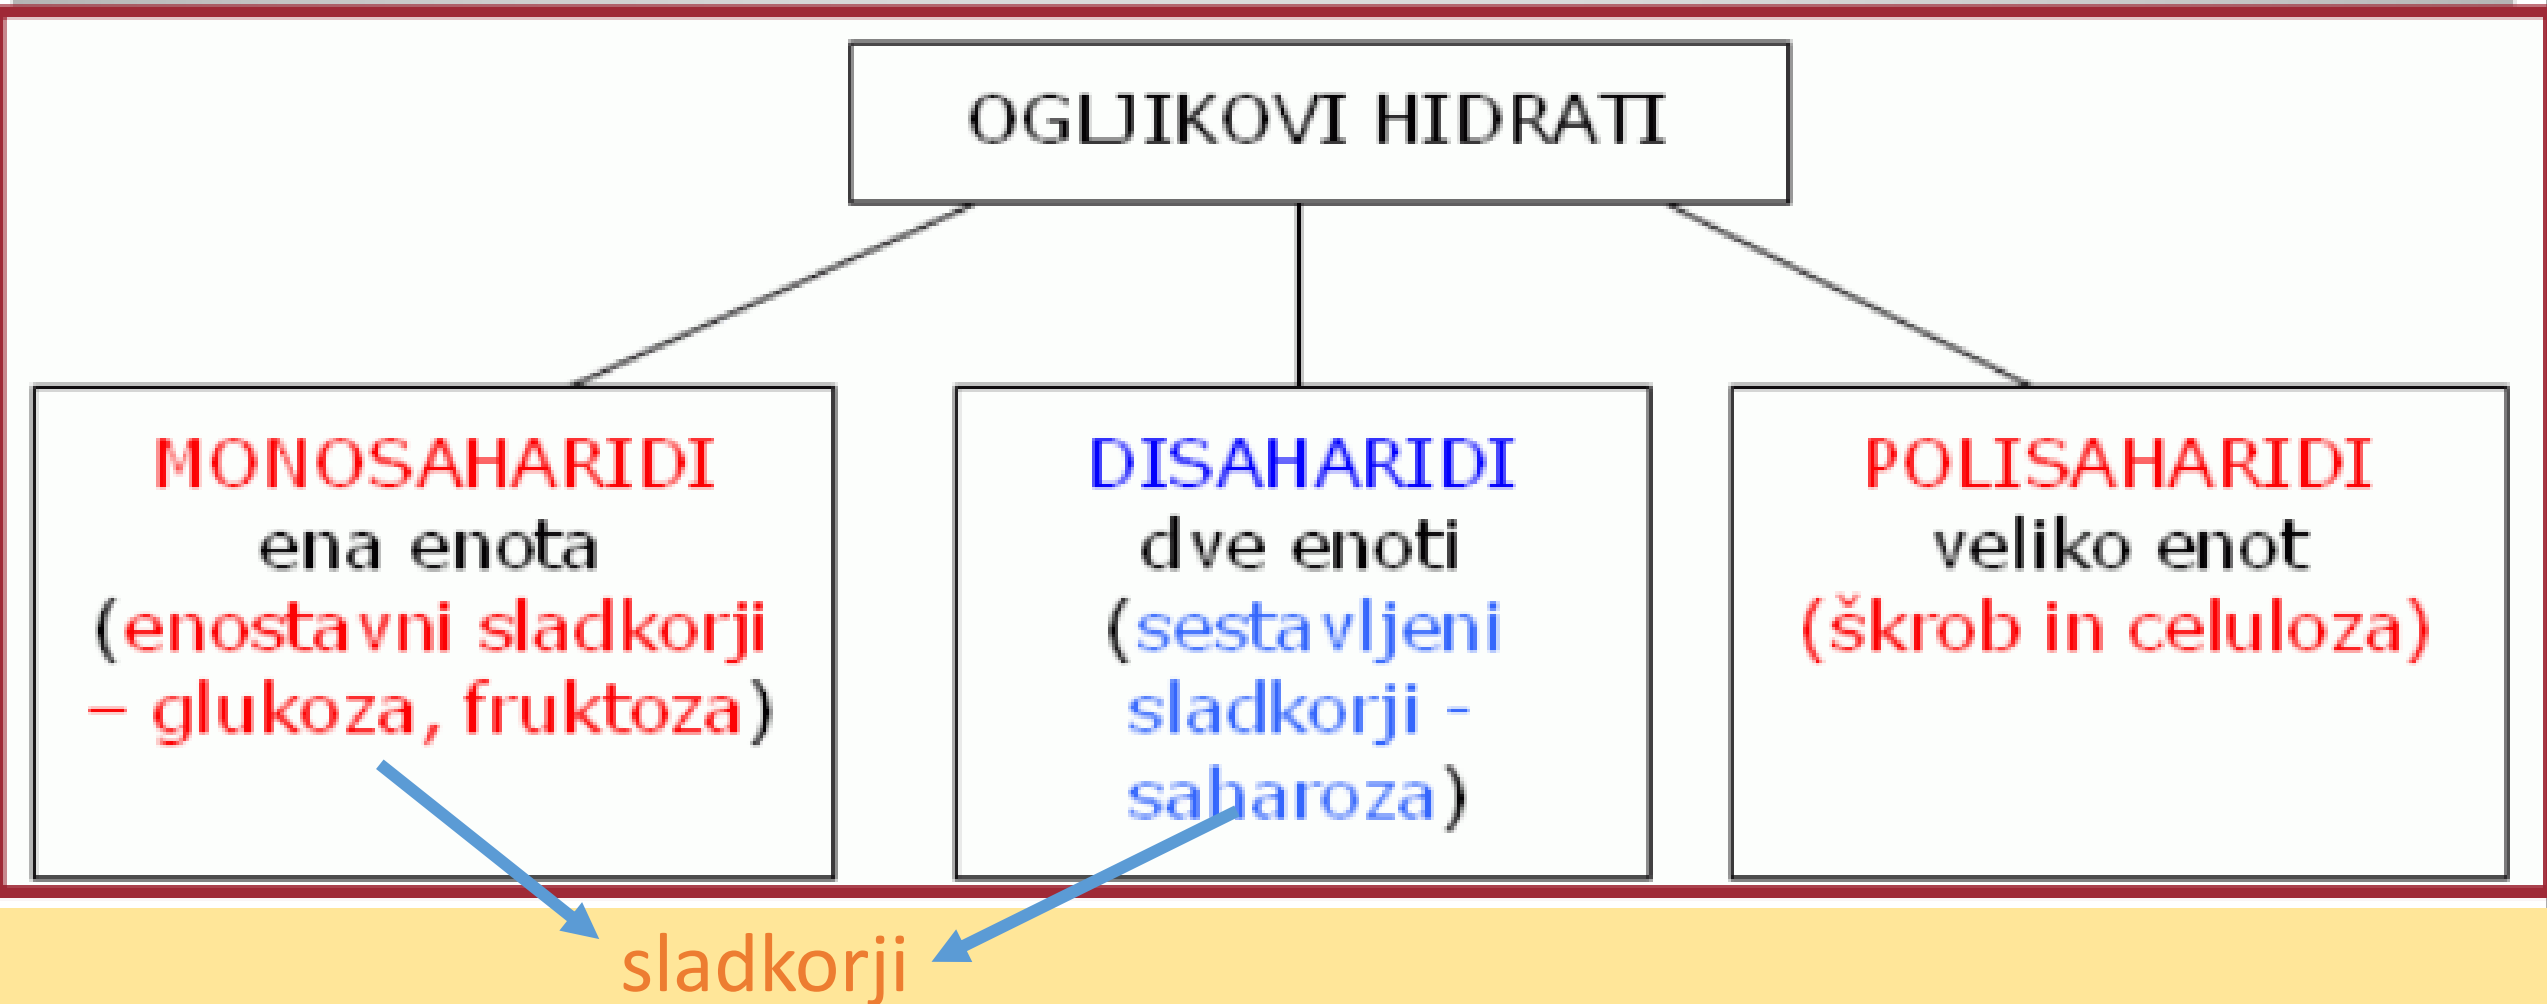 OGLJIKOVI HIDRATI
MONOSAHARIDI
ena enota
(enostavni sladkorji
– glukoza, fruktoza)
DISAHARIDI
dve enoti
(sestavljeni
sladkorji -
saharoza)
POLISAHARIDI
veliko enot
(škrob in celuloza)
sladkorji